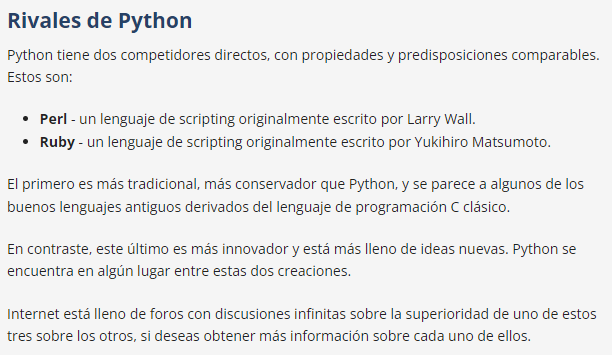 Rivales de Python
Python tiene dos competidores directos, con propiedades y predisposiciones comparables.
Estos son:
• Perl - un lenguaje de scripting originalmente escrito por Larry Wall.
• Ruby - un lenguaje de scripting originalmente escrito por Yukihiro Matsumoto.
El primero es más tradicional, más conservador que Python, y se parece a algunos de los
buenos lenguajes antiguos derivados del lenguaje de programación C clásico.
En contraste, este último es más innovador y está más lleno de ideas nuevas. Python se
encuentra en algún lugar entre estas dos creaciones.
Internet está lleno de foros con discusiones infinitas sobre la superioridad de uno de estos
tres sobre los otros, si deseas obtener más información sobre cada uno de ellos.